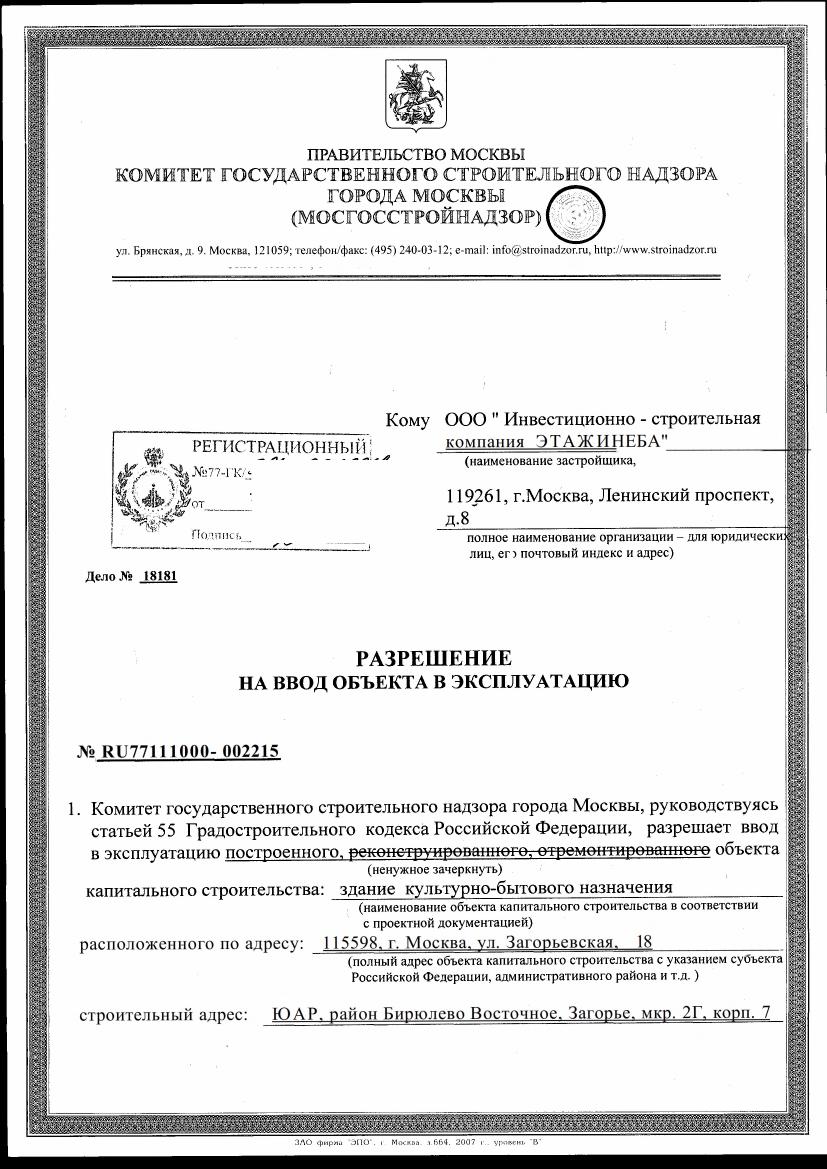 ПРАВИТЕЛЬСТВО МОСКВЫ
КОМИТЕТ ГОСУДАРСТВЕННОГО СТРОИТЕЛЬНОГО НАДЗОРА
ГОРОДА МОСКВЫ
(МОСГОССТРОЙНАДЗОР)
ул. Брянская, д. 9. Москва, 121059; телефон/факс: (495) 240-03-12; e-mail: info@stroinadzor.ru, http://www.stroinadzor.ru
Кому ООО " Инвестиционно - строительная
компания ЭТАЖИНЕБА"
(наименование застройщика,
119261, г.Москва, Ленинский проспект,
д.8
полное наименование организации – для юридических
лиц, ег почтовый индекс и адрес)
РЕГИСТРАЦИОННЫЙ
№77-ГК/
от
Подпись
Дело № 18181
РАЗРЕШЕНИЕ
НА ВВОД ОБЪЕКТА В ЭКСПЛУАТАЦИЮ
№ RU77111000- 002215
1. Комитет государственного строительного надзора города Москвы, руководствуясь
статьей 55 Градостроительного кодекса Российской Федерации, разрешает ввод
в эксплуатацию построенного, реконструированного, отремонтированного объекта
(ненужное зачеркнуть)
капитального строительства: здание культурно-бытового назначения
(наименование объекта капитального строительства в соответствии
с проектной документацией)
расположенного по адресу: 115598, г. Москва, ул. Загорьевская, 18
(полный адрес объекта капитального строительства с указанием субъекта
Российской Федерации, административного района и т.д. )
строительный адрес: ЮАР, район Бирюлево Восточное, Загорье, мкр. 2Г, корп. 7
ЗАО фирма "ЭПО", г. Москва, з.664, 2007 г., уровень "В"